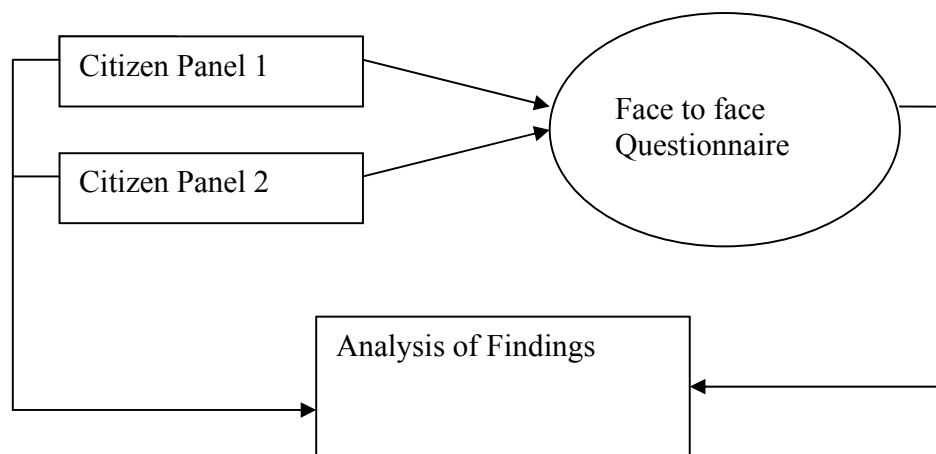 Citizen Panel 1
Face to face
Questionnaire
Citizen Panel 2
Analysis of Findings